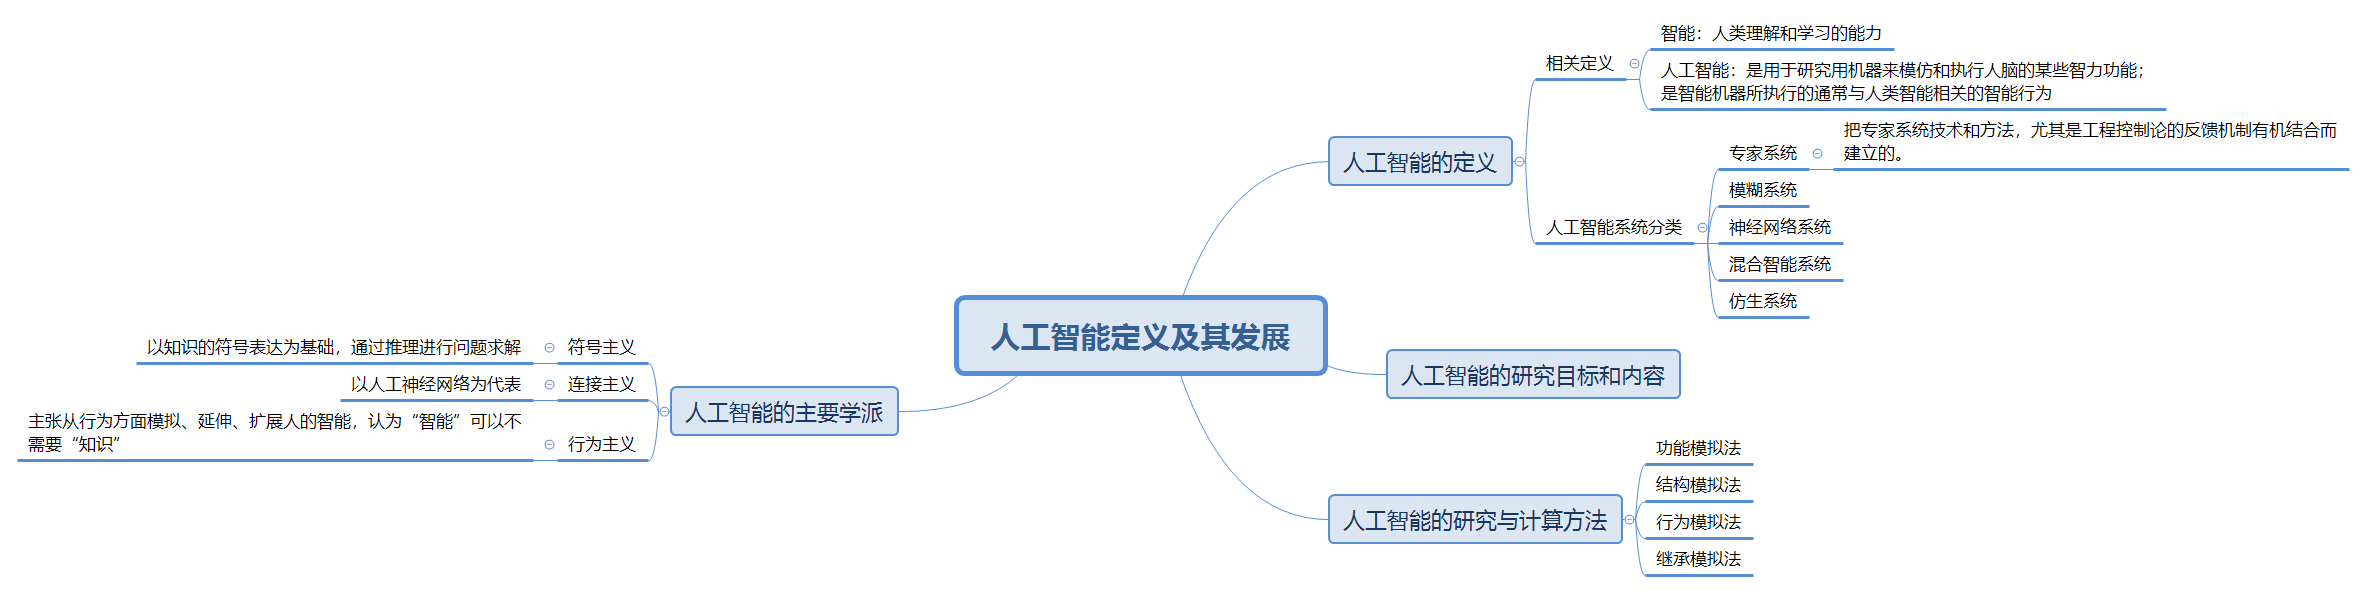 人工智能定义及其发展
人工智能的定义
相关定义
智能：人类理解和学习的能力
人工智能：是用于研究用机器来模仿和执行人脑的某些智力功能；
是智能机器所执行的通常与人类智能相关的智能行为
人工智能系统分类
专家系统
把专家系统技术和方法，尤其是工程控制论的反馈机制有机结合而
建立的。
模糊系统
神经网络系统
混合智能系统
仿生系统
人工智能的研究目标和内容
人工智能的研究与计算方法
功能模拟法
结构模拟法
行为模拟法
继承模拟法
人工智能的主要学派
符号主义
以知识的符号表达为基础，通过推理进行问题求解
连接主义
以人工神经网络为代表
行为主义
主张从行为方面模拟、延伸、扩展人的智能，认为“智能”可以不
需要“知识”